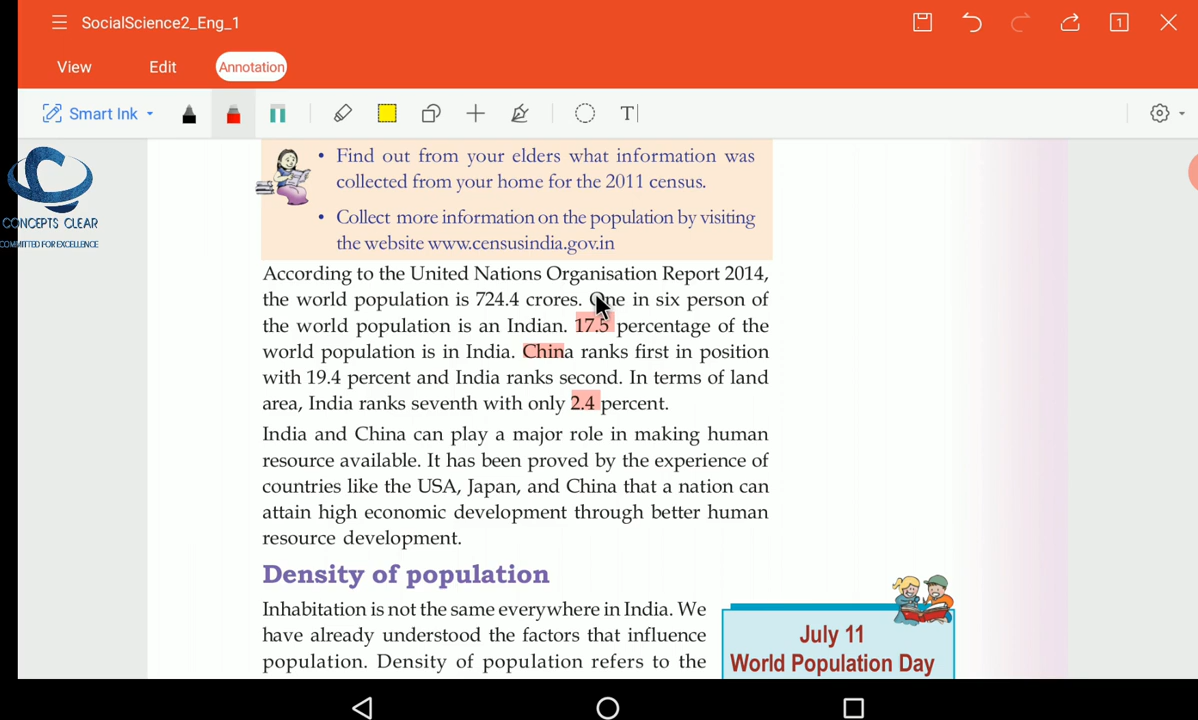 SocialScience2_Eng_1
1
View
Edit
Annotation
Smart Ink
T
CONCEPTS CLEAR
COMMITTED FOR EXCELLENCE
• Find out from your elders what information was
collected from your home for the 2011 census.
• Collect more information on the population by visiting
the website www.censusindia.gov.in
According to the United Nations Organisation Report 2014,
the world population is 724.4 crores. One in six person of
the world population is an Indian. 17.5 percentage of the
world population is in India. China ranks first in position
with 19.4 percent and India ranks second. In terms of land
area, India ranks seventh with only 2.4 percent.
India and China can play a major role in making human
resource available. It has been proved by the experience of
countries like the USA, Japan, and China that a nation can
attain high economic development through better human
resource development.
Density of population
Inhabitation is not the same everywhere in India. We
have already understood the factors that influence
population. Density of population refers to the
July 11
World Population Day